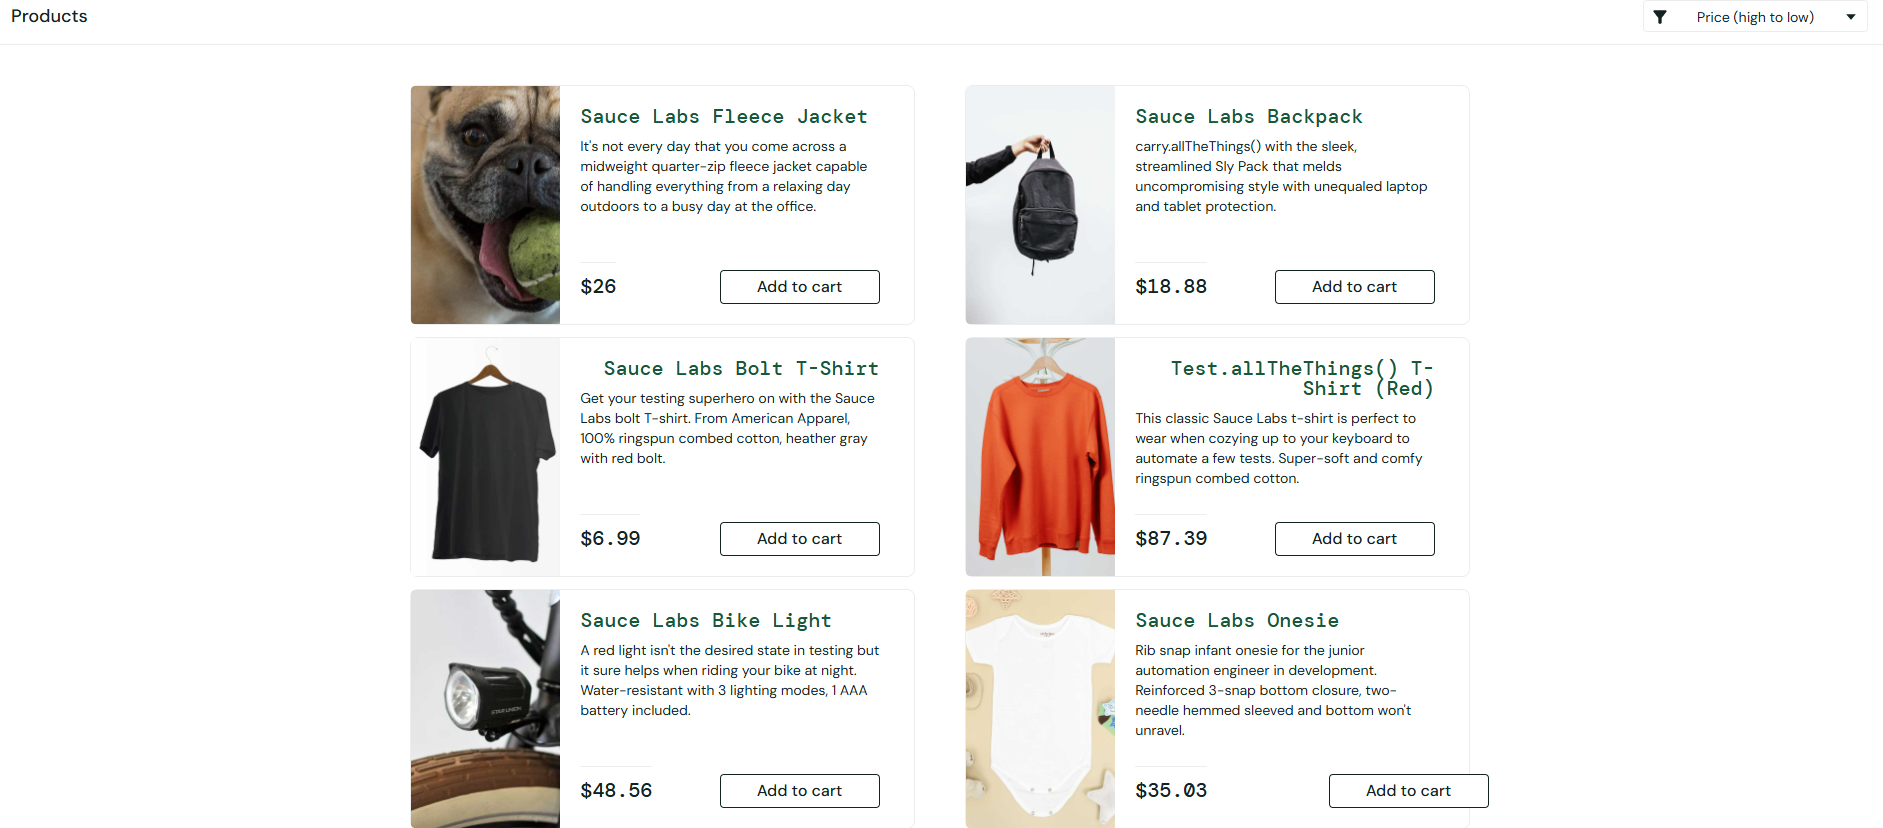 Products
Price (high to low)
Sauce Labs Fleece Jacket
It's not every day that you come across a
midweight quarter-zip fleece jacket capable
of handling everything from a relaxing day
outdoors to a busy day at the office.
$26
Add to cart
Sauce Labs Backpack
carry.allTheThings() with the sleek,
streamlined Sly Pack that melds
uncompromising style with unequaled laptop
and tablet protection.
$18.88
Add to cart
Sauce Labs Bolt T-Shirt
Get your testing superhero on with the Sauce
Labs bolt T-shirt. From American Apparel,
100% ringspun combed cotton, heather gray
with red bolt.
$6.99
Add to cart
Test.allTheThings() T-
Shirt (Red)
This classic Sauce Labs t-shirt is perfect to
wear when cozying up to your keyboard to
automate a few tests. Super-soft and comfy
ringspun combed cotton.
$87.39
Add to cart
STAR UNION
Sauce Labs Bike Light
A red light isn't the desired state in testing but
it sure helps when riding your bike at night.
Water-resistant with 3 lighting modes, 1 AAA
battery included.
$48.56
Add to cart
Sauce Labs Onesie
Rib snap infant onesie for the junior
automation engineer in development.
Reinforced 3-snap bottom closure, two-
needle hemmed sleeved and bottom won't
unravel.
$35.03
Add to cart